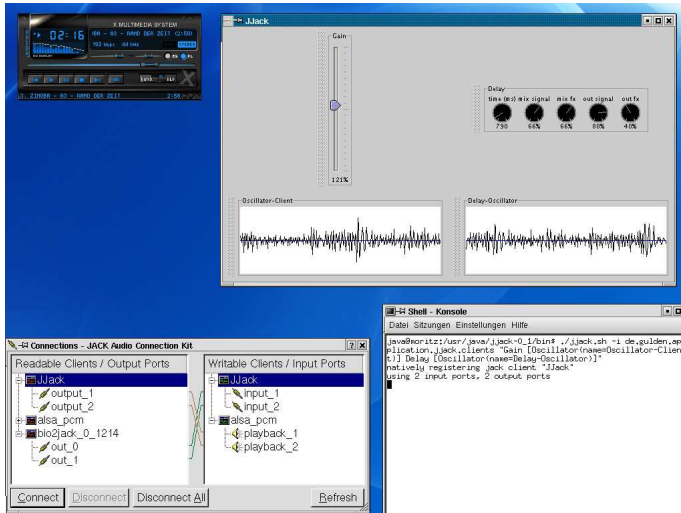 X MULTIMEDIA SYSTEM
02:16
192 kbps 44 kHz
STEREO
EQ PL
3. ZIMOBA - 03 - RAND DER ZEIT 2:58
JJack
Gain
121%
Delay
time (ms) mix signal mix fx out signal out fx
790 66% 66% 80% 40%
Oscillator-Client
Delay-Oscillator
Connections - JACK Audio Connection Kit
Readable Clients / Output Ports
Writable Clients / Input Ports
JJack
output_1
output_2
alsa_pcm
bio2jack_0_1214
out_0
out_1
JJack
input_1
input_2
alsa_pcm
playback_1
playback_2
Connect Disconnect Disconnect All Refresh
Shell - Konsole
Datei Sitzungen Einstellungen Hilfe
java@moritz:/usr/java/jjack-0_1/bin# ./jjack.sh -i de.gulden.ap
plication.jjack.clients "Gain [Oscillator(name=Oscillator-Clien
t)] Delay [Oscillator(name=Delay-Oscillator)]"
natively registering jack client "JJack"
using 2 input ports, 2 output ports